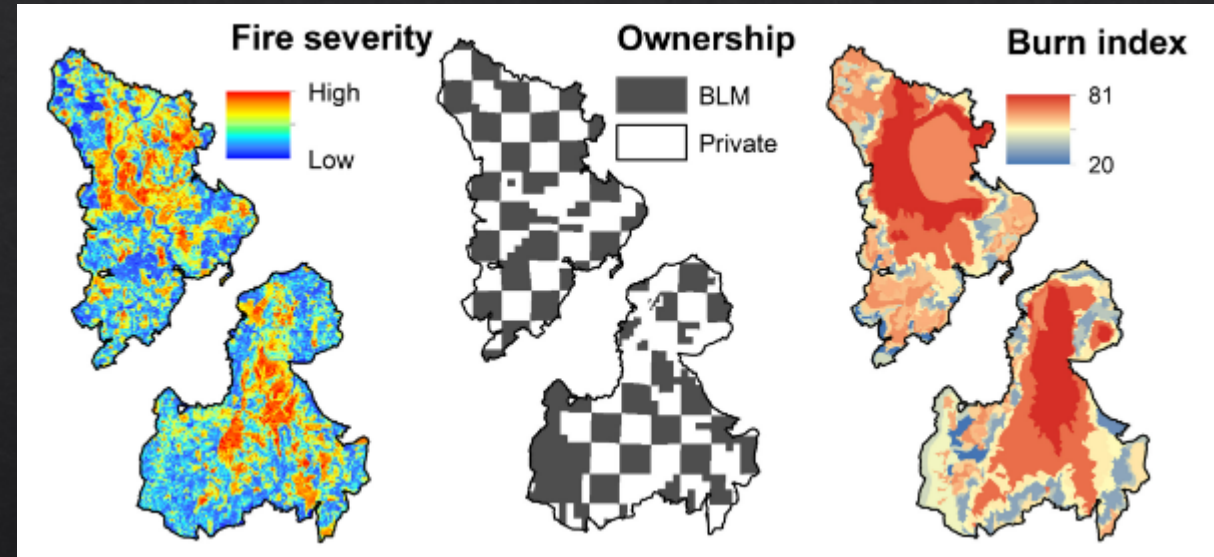 Fire severity
High
Low
Ownership
BLM
Private
Burn index
81
20